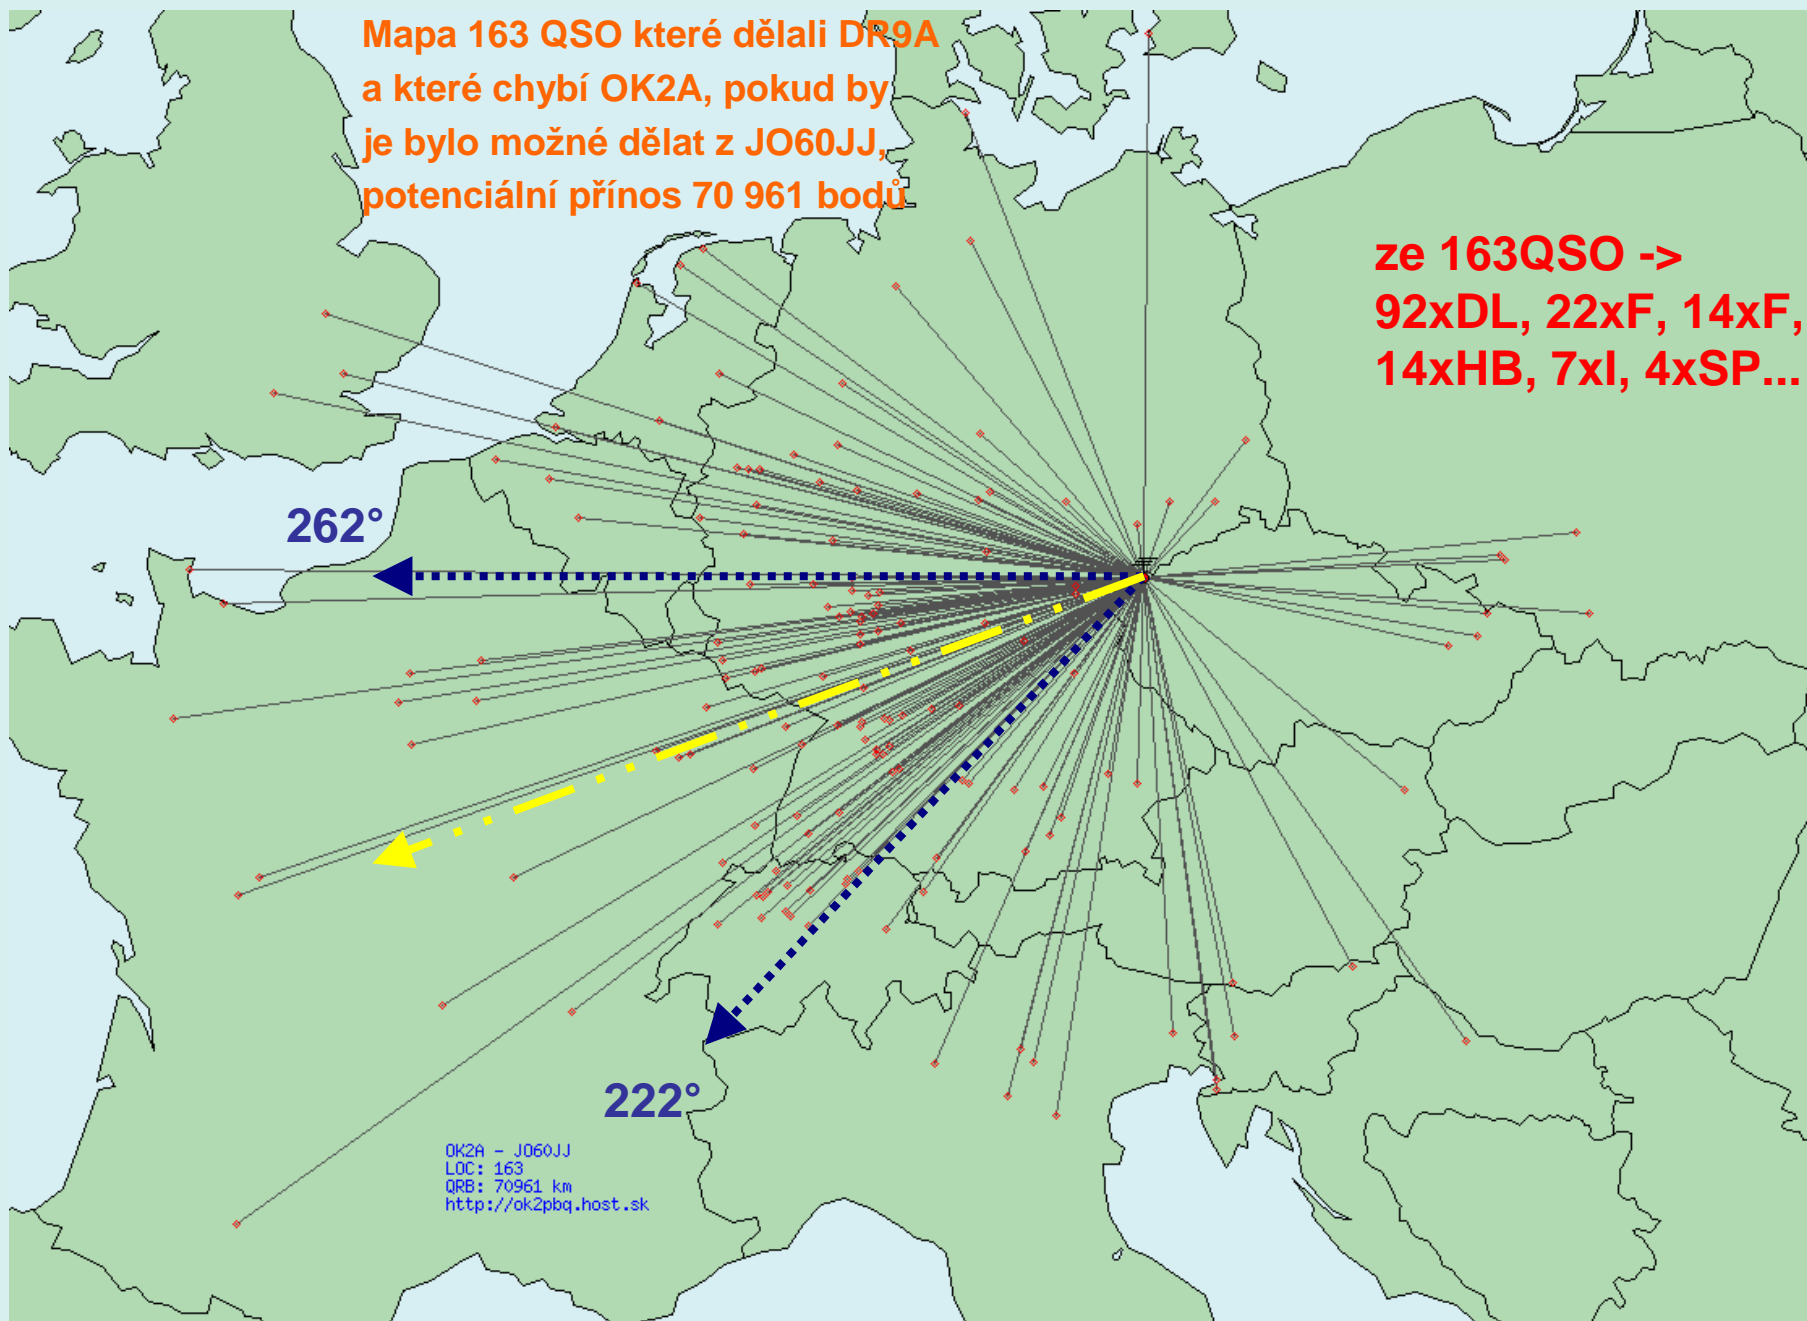 Mapa 163 QSO které dělali DR9A
a které chybí OK2A, pokud by
je bylo možné dělat z JO60JJ,
potenciální přínos 70 961 bodů
ze 163QSO ->
92xDL, 22xF, 14xF,
14xHB, 7xI, 4xSP...
262°
222°
OK2A - JO60JJ
LOC: 163
QRB: 70961 km
http://ok2pbq.host.sk